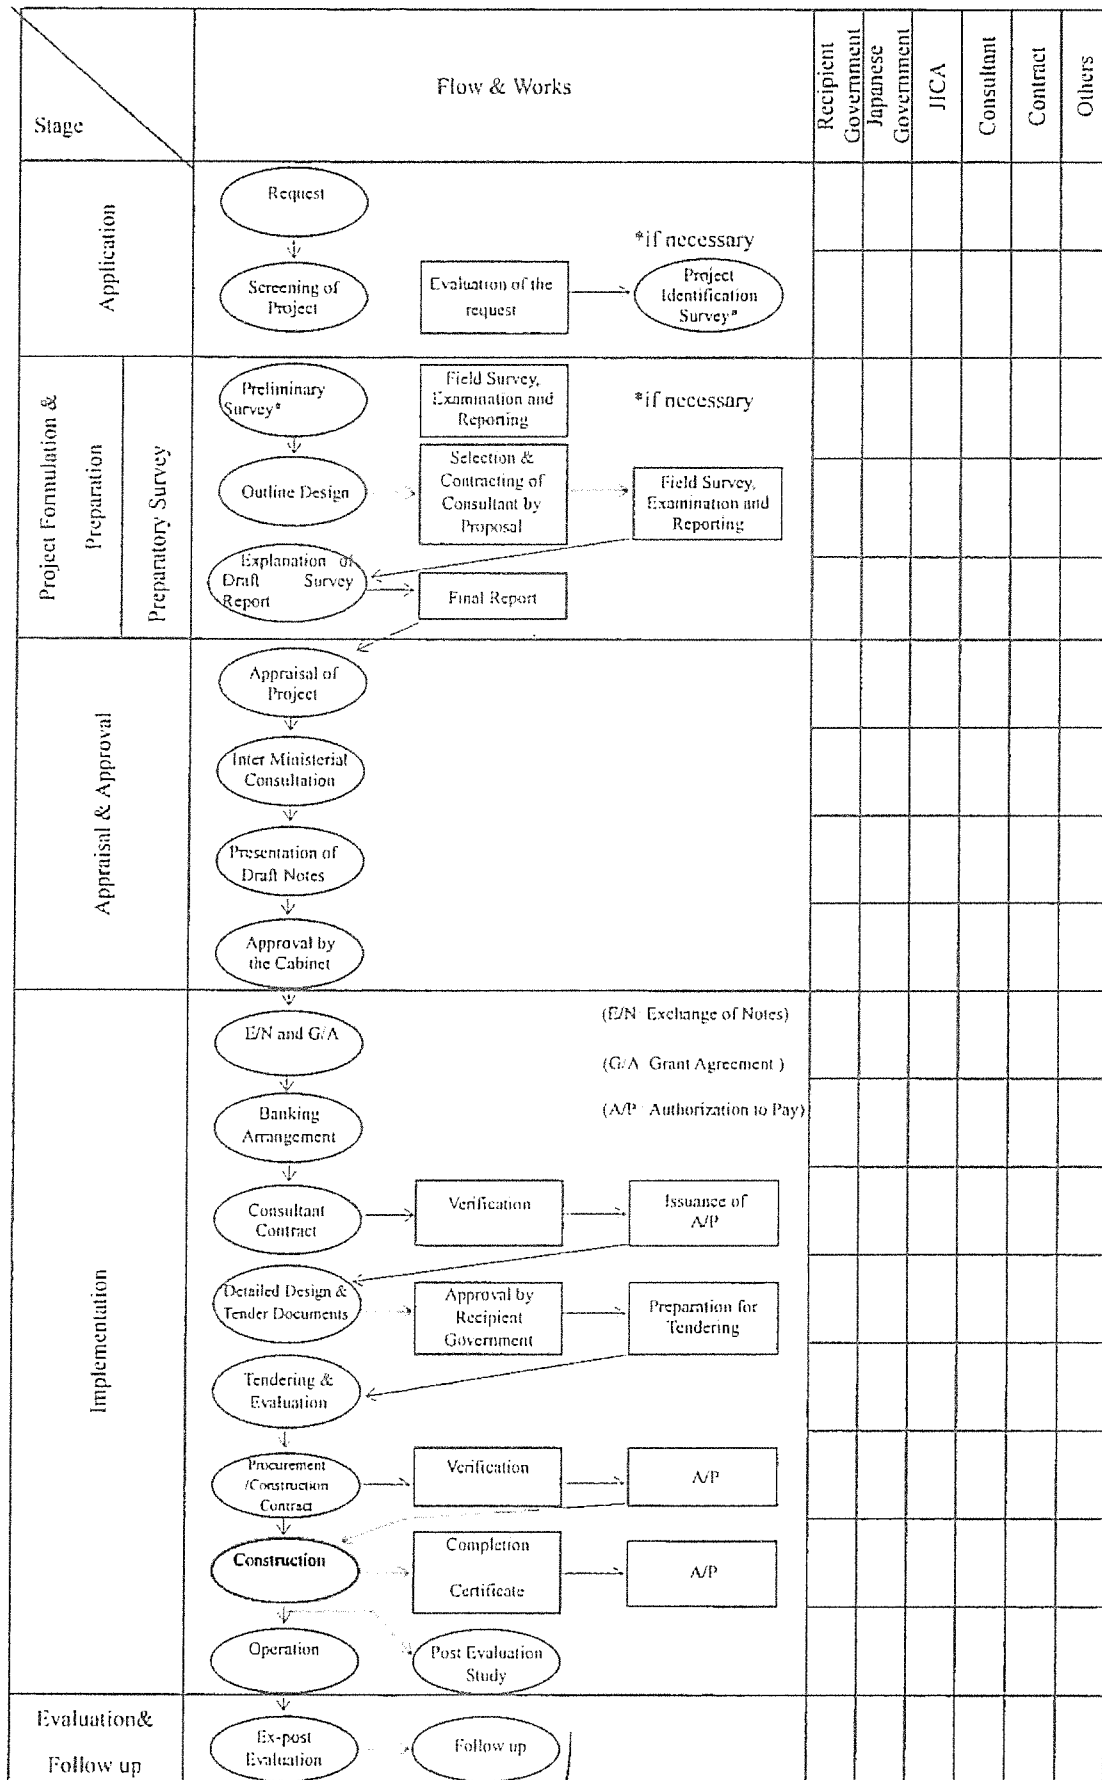 Stage
Flow & Works
Recipient
Government
Japanese
Government
JICA
Consultant
Contract
Others
Application
Request
*if necessary
Screening of
Project
Evaluation of the
request
Project
Identification
Survey*
Project Formulation &
Preparation
Preparatory Survey
Preliminary
Survey*
Field Survey,
Examination and
Reporting
*if necessary
Outline Design
Selection &
Contracting of
Consultant by
Proposal
Field Survey,
Examination and
Reporting
Explanation of
Draft Survey
Report
Final Report
Appraisal & Approval
Appraisal of
Project
Inter Ministerial
Consultation
Presentation of
Draft Notes
Approval by
the Cabinet
Implementation
E/N and G/A
(E/N Exchange of Notes)
(G/A Grant Agreement )
(A/P Authorization to Pay)
Banking
Arrangement
Consultant
Contract
Verification
Issuance of
A/P
Detailed Design &
Tender Documents
Approval by
Recipient
Government
Preparation for
Tendering
Tendering &
Evaluation
Procurement
/Construction
Contract
Verification
A/P
Construction
Completion
Certificate
A/P
Operation
Post Evaluation
Study
Evaluation&
Follow up
Ex-post
Evaluation
Follow up